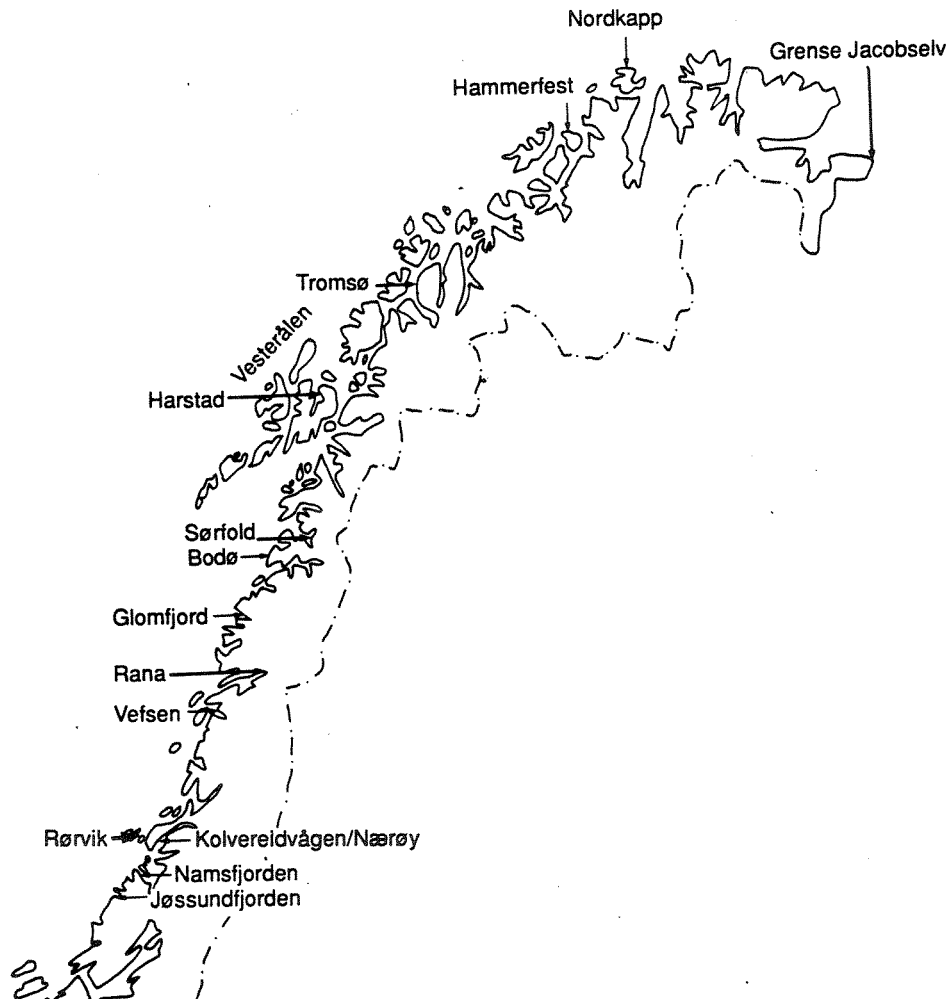 Nordkapp
Grense Jacobselv
Hammerfest
Tromsø
Vesterålen
Harstad
Sørfold
Bodø
Glomfjord
Rana
Vefsen
Rørvik
Kolvereidvågen/Nærøy
Namsfjorden
Jøssundfjorden